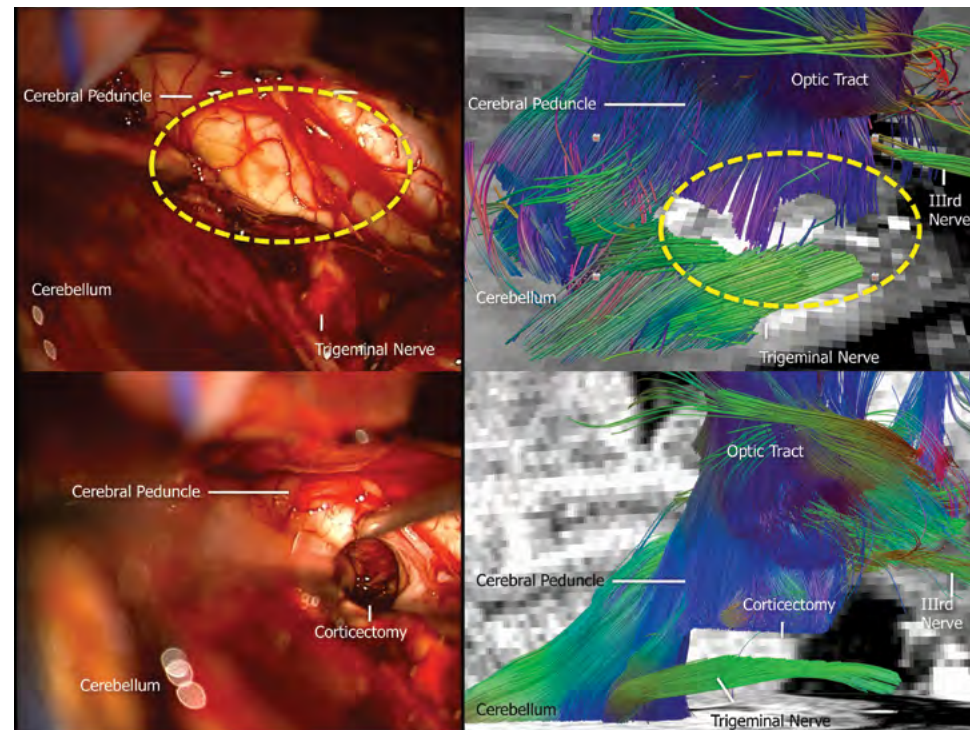 Cerebral Peduncle
Cerebellum
Trigeminal Nerve
Optic Tract
Cerebral Peduncle
IIIrd
Nerve
Cerebellum
Trigeminal Nerve
Cerebral Peduncle
Corticectomy
Cerebellum
Optic Tract
Cerebral Peduncle
Corticectomy
IIIrd
Nerve
Cerebellum
Trigeminal Nerve